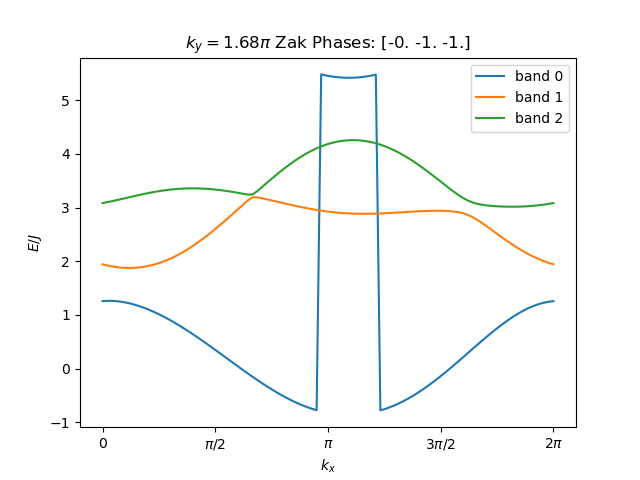 $k_y = 1.68\pi$ Zak Phases: [-0. -1. -1.]
band 0
band 1
band 2
5
4
3
2
1
0
−1
E/J
0
π/2
π
3π/2
2π
$k_x$